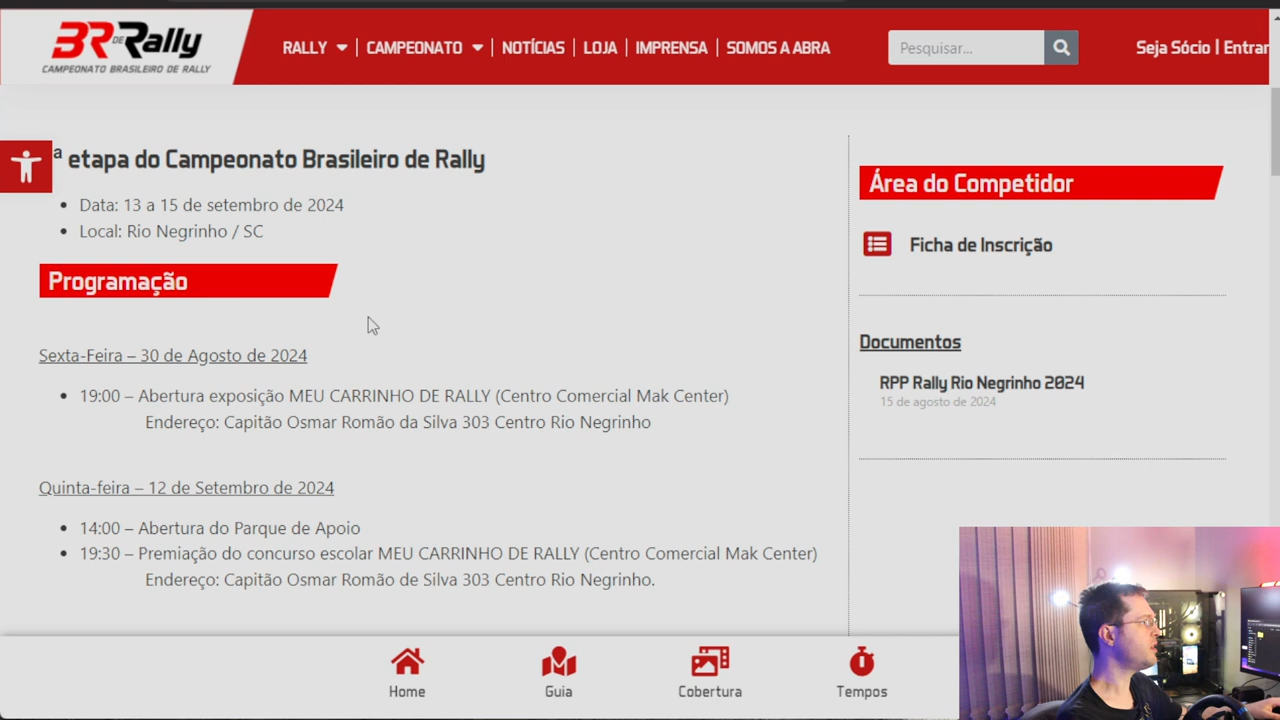 BR DE Rally
CAMPEONATO BRASILEIRO DE RALLY
RALLY
CAMPEONATO
NOTÍCIAS
LOJA
IMPRENSA
SOMOS A ABRA
Pesquisar...
Seja Sócio | Entrar
ª etapa do Campeonato Brasileiro de Rally
• Data: 13 a 15 de setembro de 2024
• Local: Rio Negrinho / SC
Programação
Sexta-Feira – 30 de Agosto de 2024
• 19:00 – Abertura exposição MEU CARRINHO DE RALLY (Centro Comercial Mak Center)
Endereço: Capitão Osmar Romão da Silva 303 Centro Rio Negrinho
Quinta-feira – 12 de Setembro de 2024
• 14:00 – Abertura do Parque de Apoio
• 19:30 – Premiação do concurso escolar MEU CARRINHO DE RALLY (Centro Comercial Mak Center)
Endereço: Capitão Osmar Romão de Silva 303 Centro Rio Negrinho.
Área do Competidor
Ficha de Inscrição
Documentos
RPP Rally Rio Negrinho 2024
15 de agosto de 2024
Home
Guia
Cobertura
Tempos